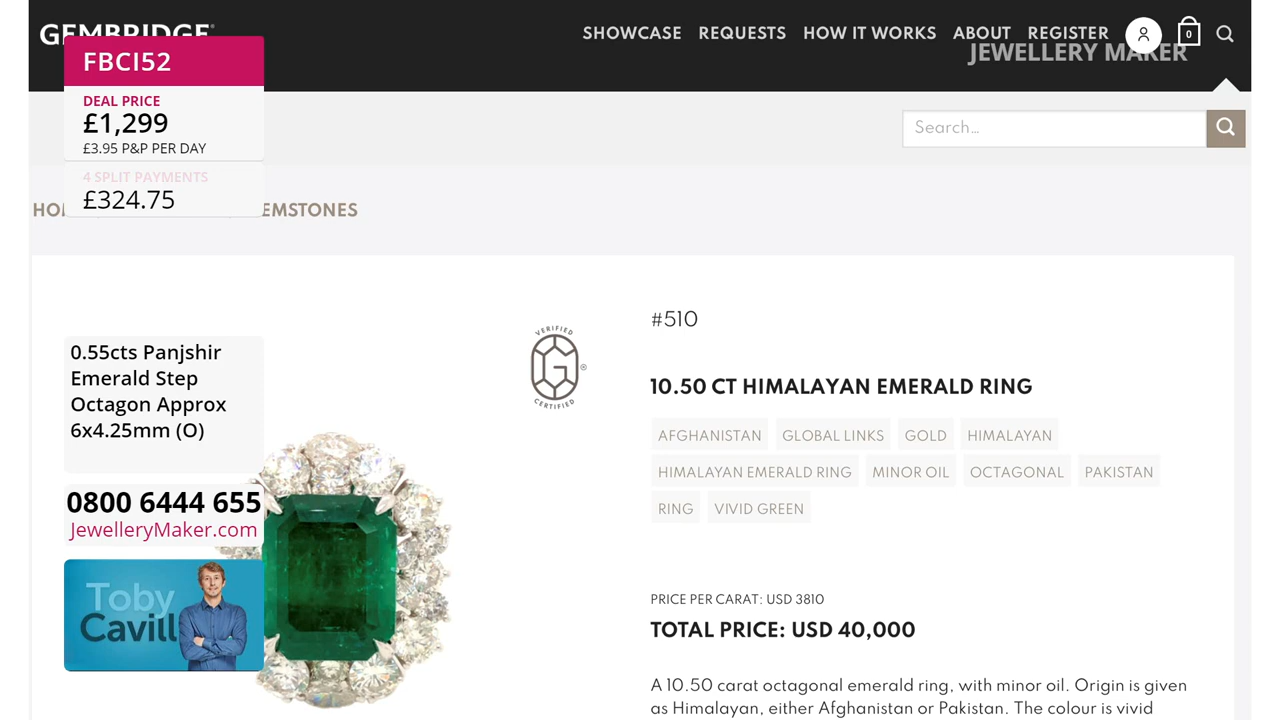 GEMBRIDGE
SHOWCASE REQUESTS HOW IT WORKS ABOUT REGISTER
0
JEWELLERY MAKER
FBCI52
DEAL PRICE
£1,299
£3.95 P&P PER DAY
4 SPLIT PAYMENTS
£324.75
Search...
EMSTONES
0.55cts Panjshir
Emerald Step
Octagon Approx
6x4.25mm (O)
0800 6444 655
JewelleryMaker.com
Toby
Cavill
VERIFIED
G
CERTIFIED
#510
10.50 CT HIMALAYAN EMERALD RING
AFGHANISTAN GLOBAL LINKS GOLD HIMALAYAN
HIMALAYAN EMERALD RING MINOR OIL OCTAGONAL PAKISTAN
RING VIVID GREEN
PRICE PER CARAT: USD 3810
TOTAL PRICE: USD 40,000
A 10.50 carat octagonal emerald ring, with minor oil. Origin is given
as Himalayan, either Afghanistan or Pakistan. The colour is vivid